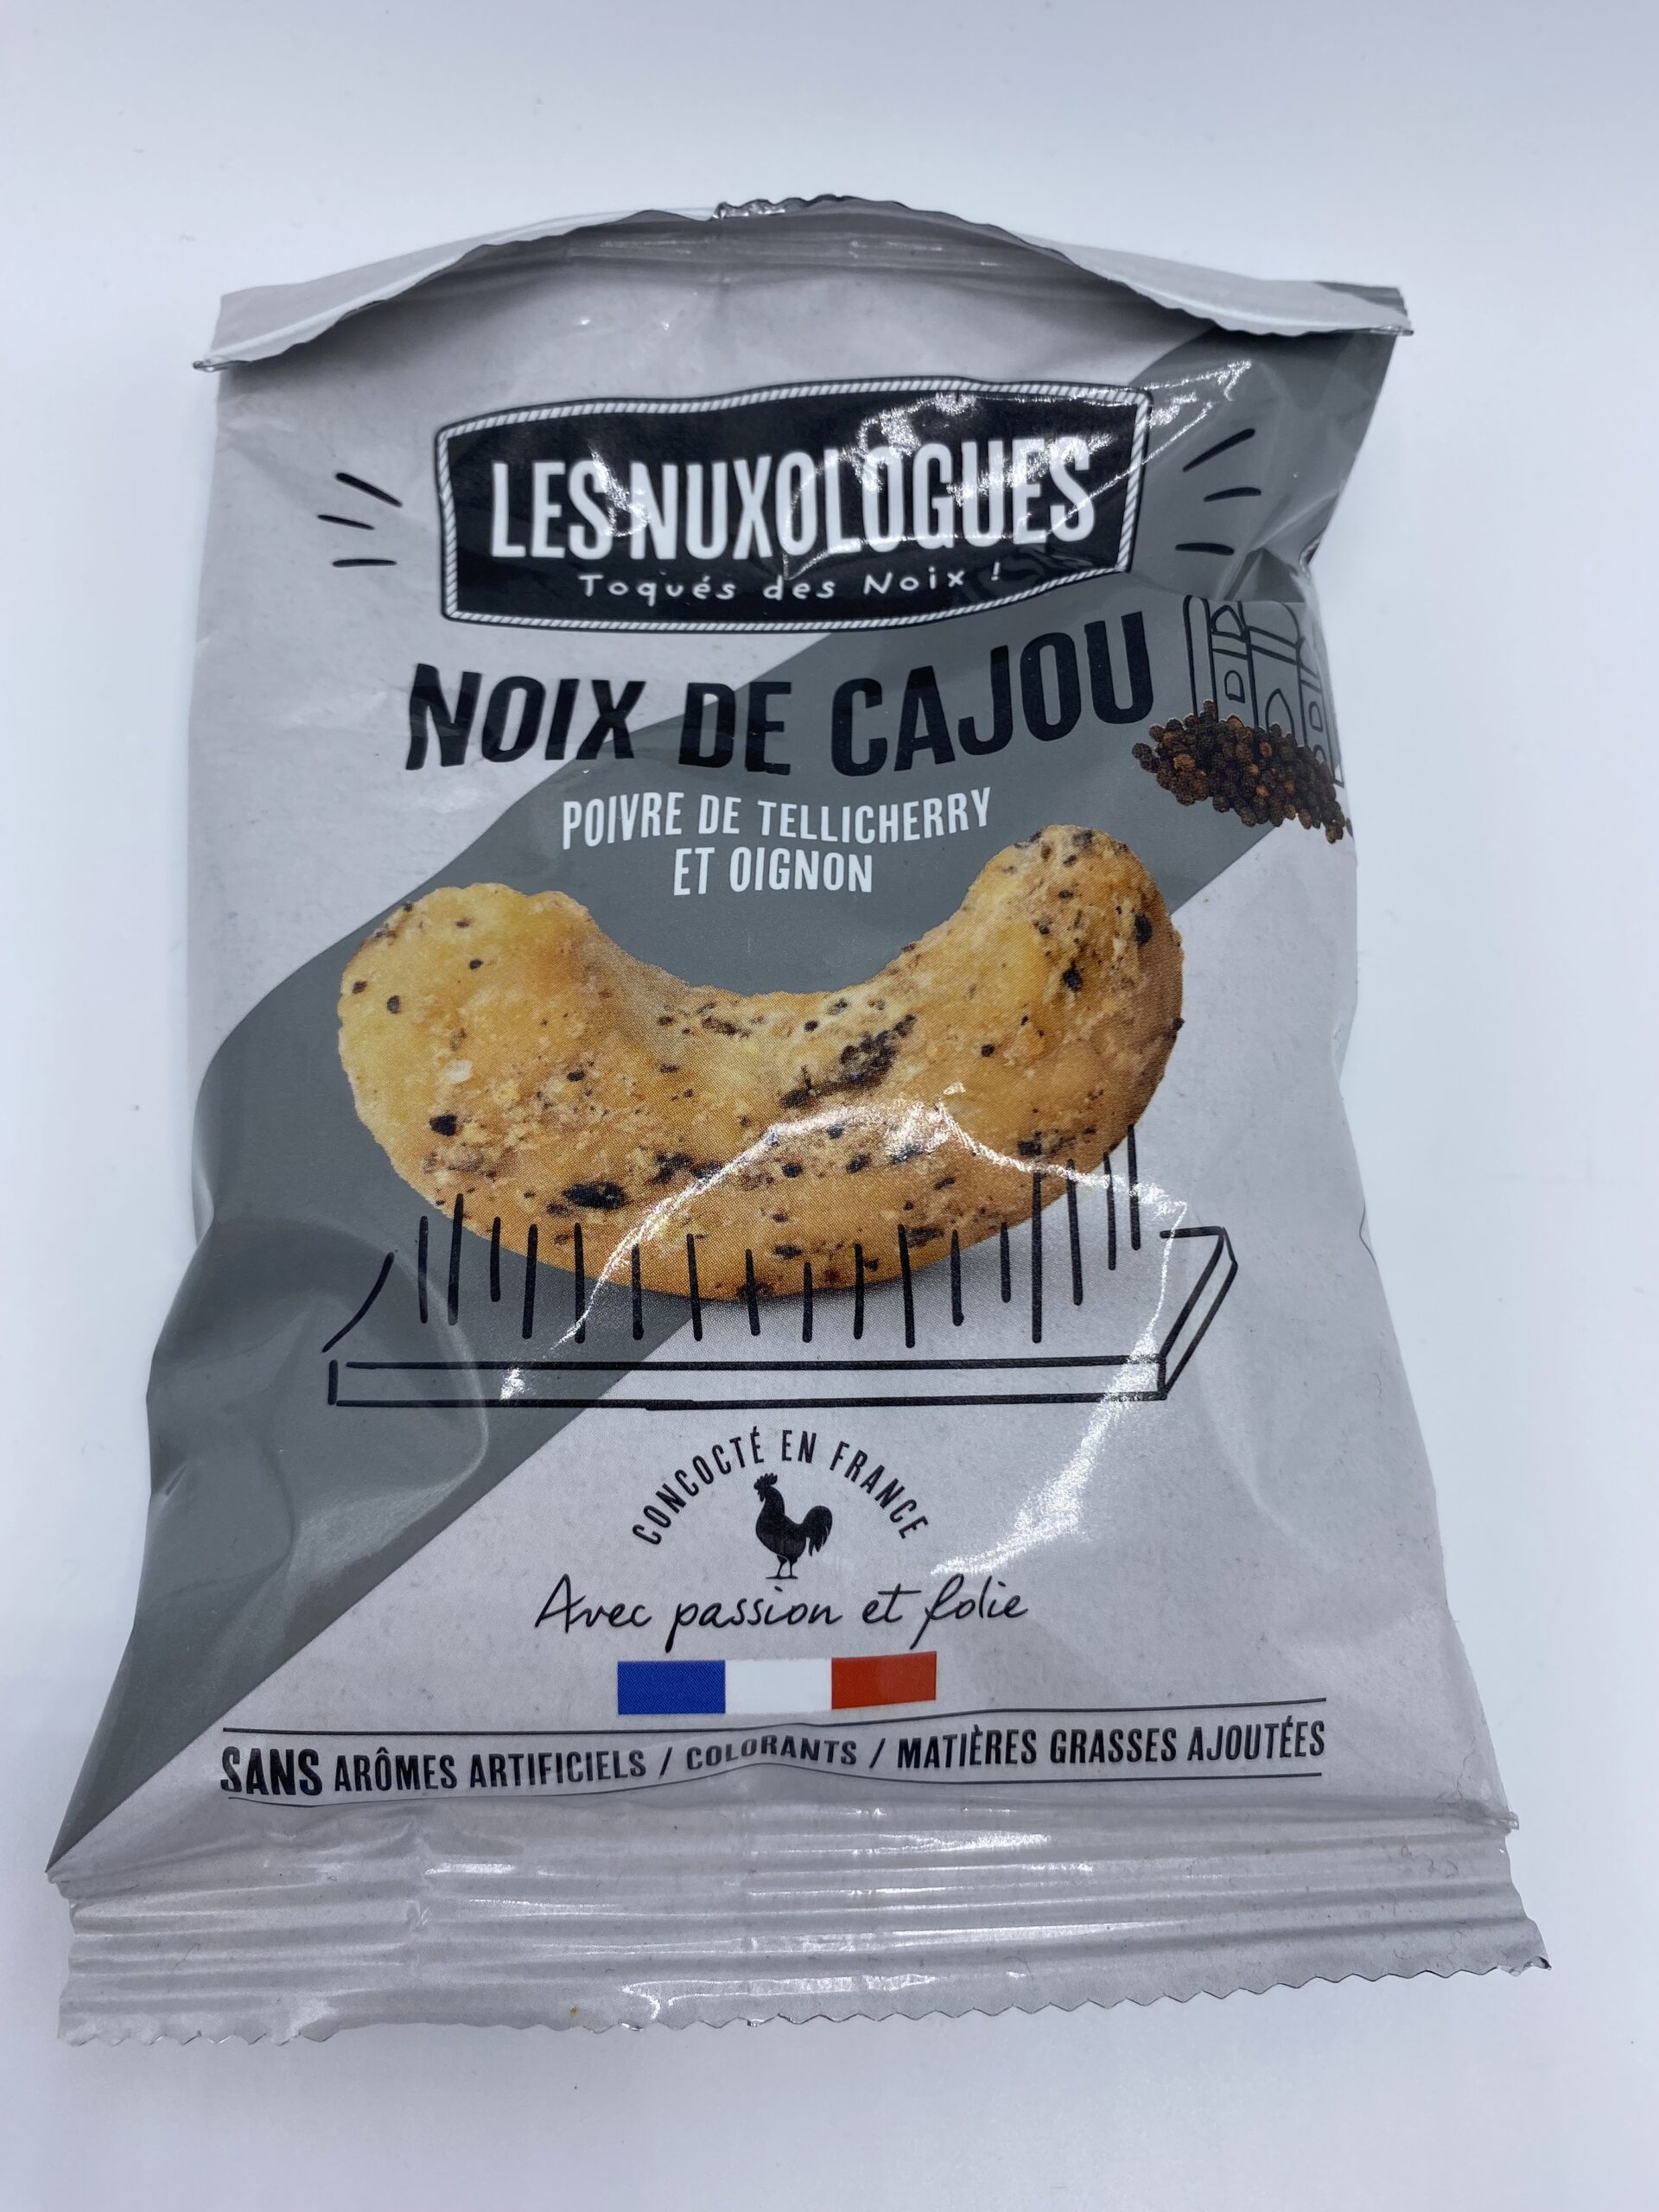 LES NUXOLOGUES
Toqués des Noix !
NOIX DE CAJOU
POIVRE DE TELLICHERRY
ET OIGNON
CONCOCTÉ EN FRANCE
Avec passion et folie
SANS ARÔMES ARTIFICIELS / COLORANTS / MATIÈRES GRASSES AJOUTÉES